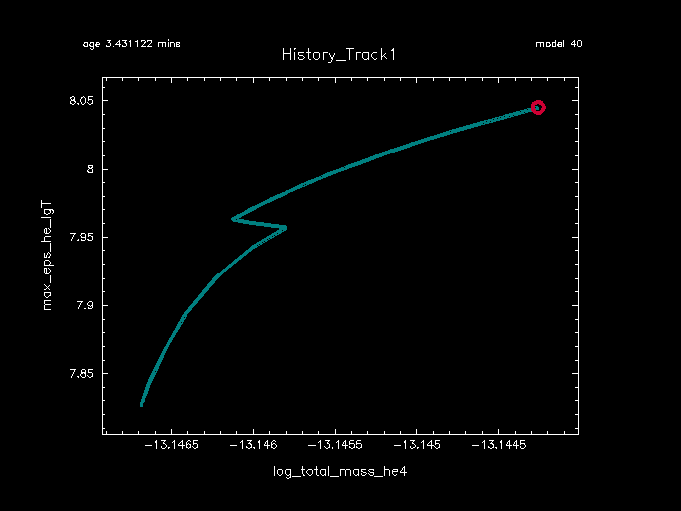 age 3.431122 mins
model 40
History_Track1
8.05
8
7.95
7.9
7.85
max_eps_he_lgT
−13.1465
−13.146
−13.1455
−13.145
−13.1445
log_total_mass_he4